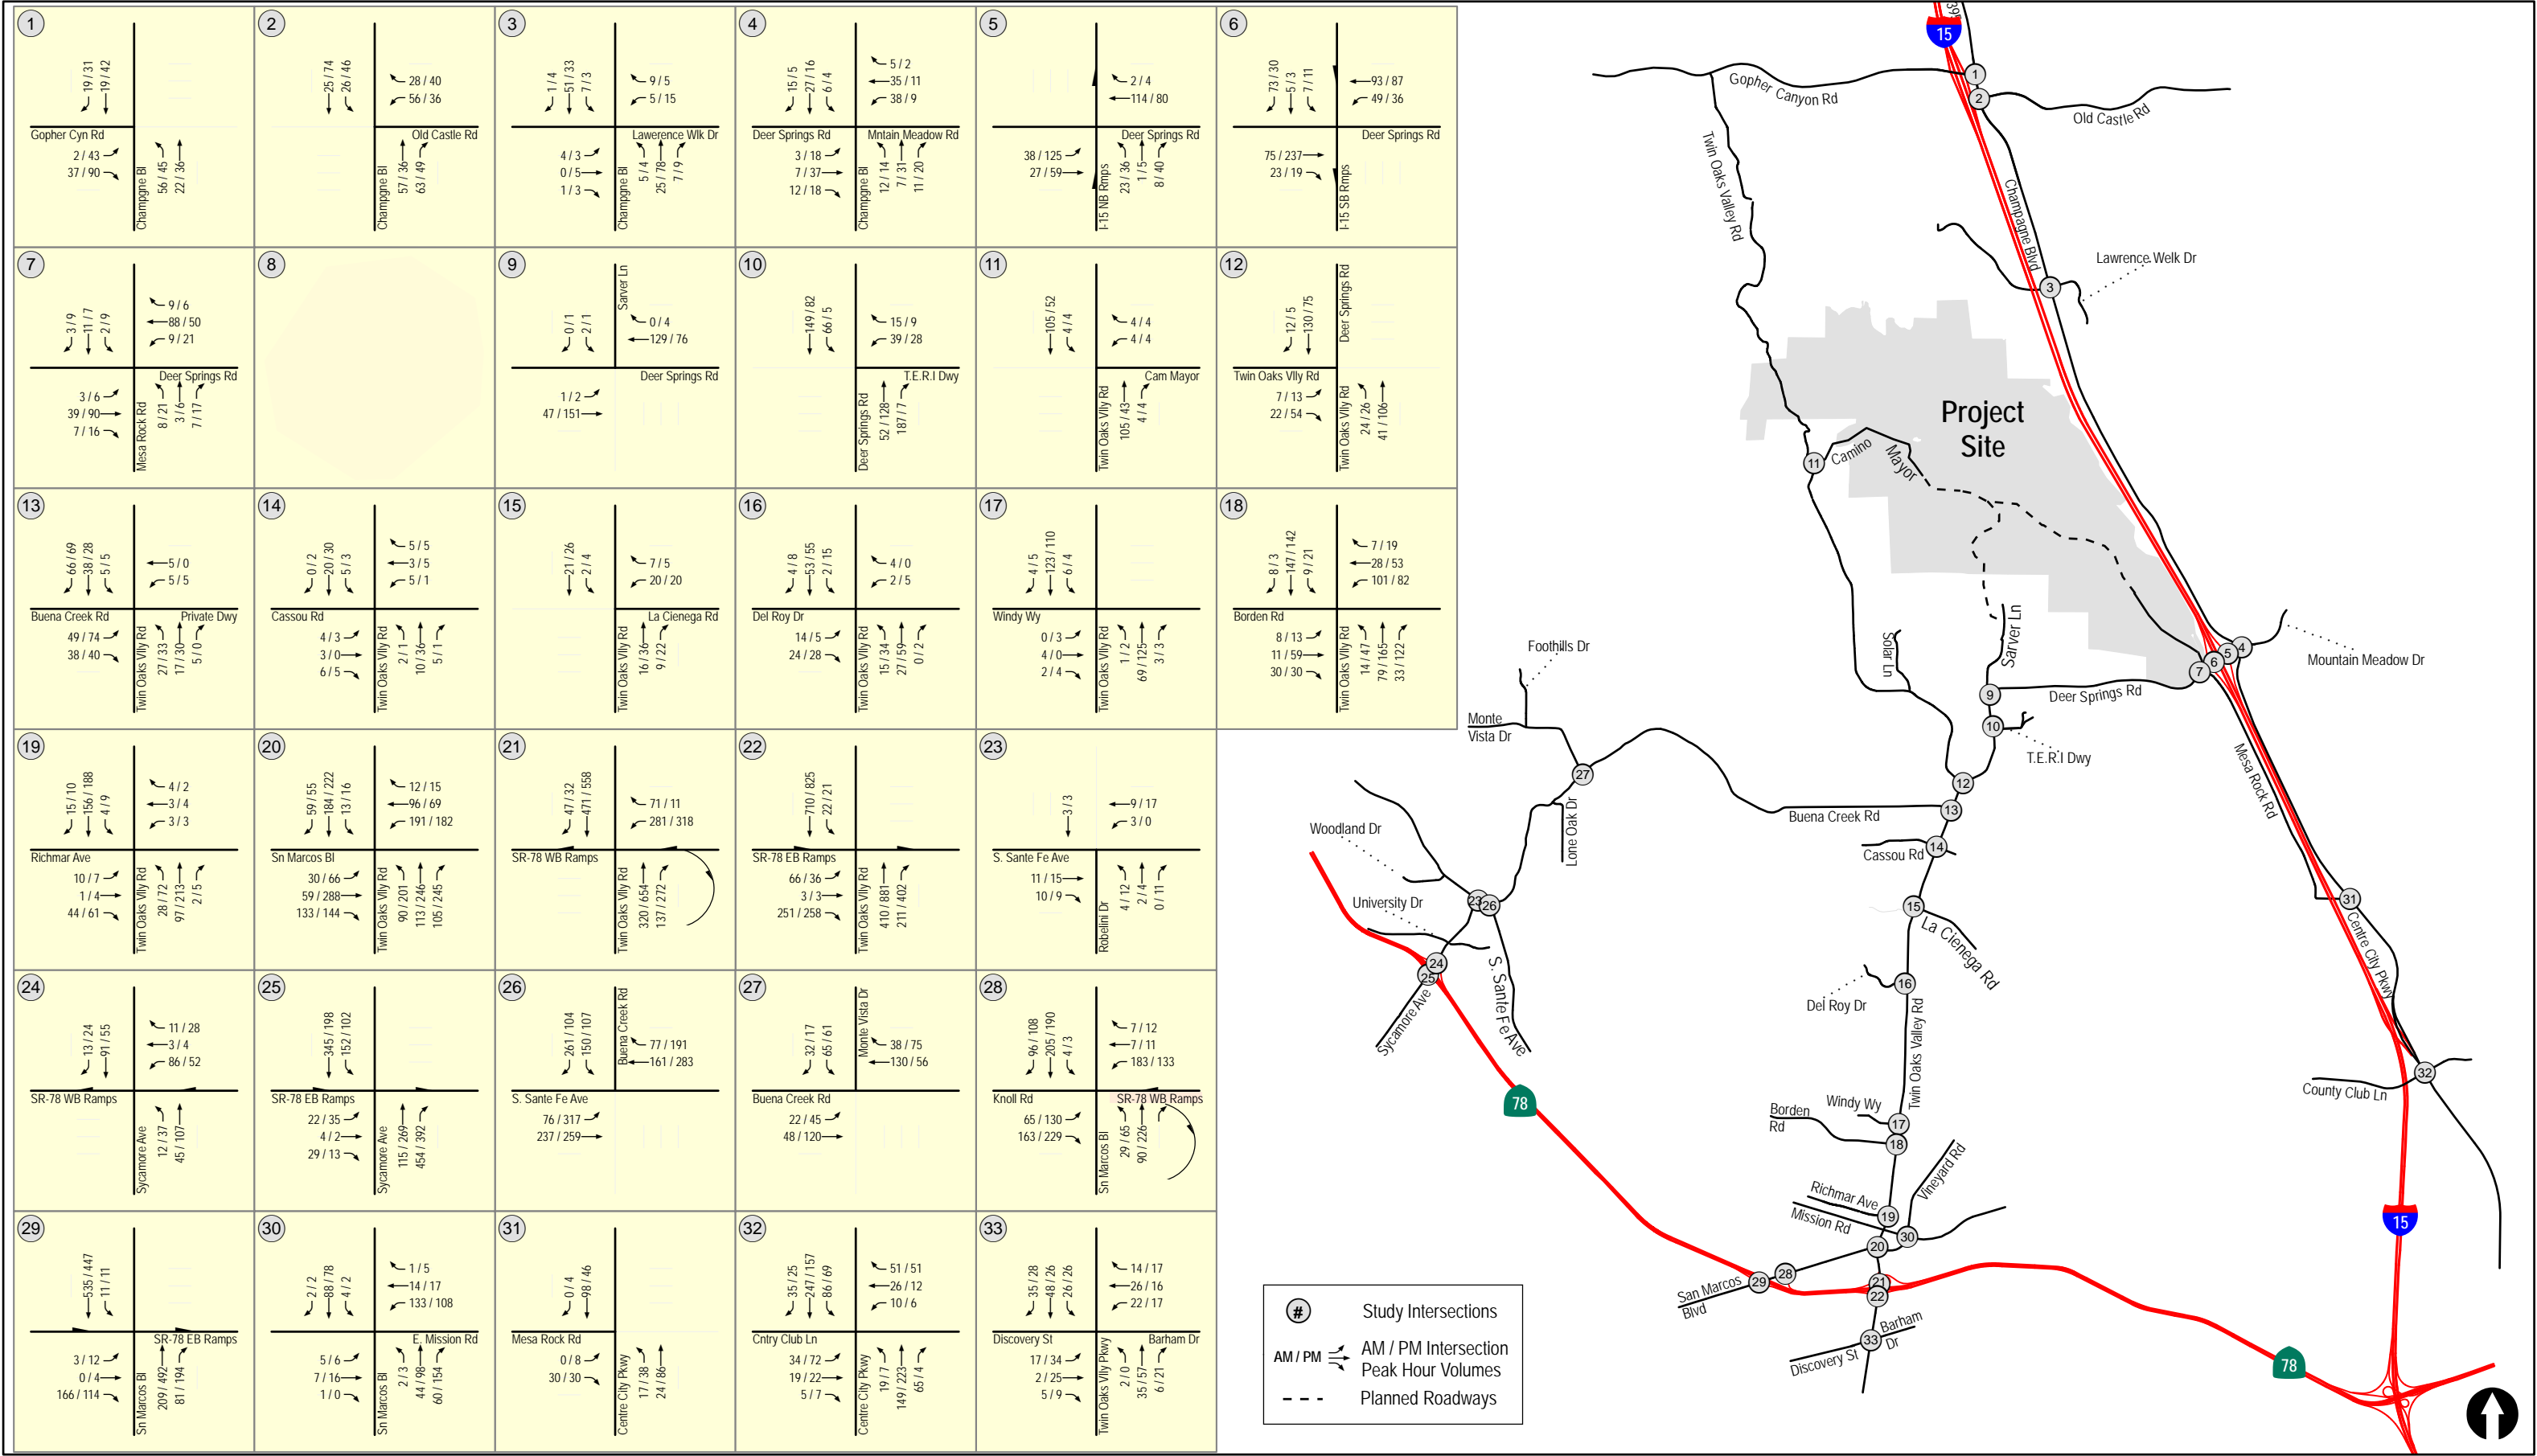 1
19 / 31
19 / 42
Gopher Cyn Rd
2 / 43
37 / 90
Champgne Bl
56 / 45
22 / 36
2
25 / 74
26 / 46
28 / 40
56 / 36
Old Castle Rd
Champgne Bl
57 / 36
63 / 49
3
1 / 4
51 / 33
7 / 3
9 / 5
5 / 15
Lawerence Wlk Dr
4 / 3
0 / 5
1 / 3
Champgne Bl
5 / 4
25 / 78
7 / 9
4
15 / 5
27 / 16
6 / 4
5 / 2
35 / 11
38 / 9
Deer Springs Rd
Mntain Meadow Rd
3 / 18
7 / 37
12 / 18
Champgne Bl
12 / 14
7 / 31
11 / 20
5
2 / 4
114 / 80
Deer Springs Rd
38 / 125
27 / 59
I-15 NB Rmps
23 / 36
1 / 5
8 / 40
6
73 / 30
5 / 3
7 / 11
93 / 87
49 / 36
Deer Springs Rd
75 / 237
23 / 19
I-15 SB Rmps
7
3 / 9
11 / 7
2 / 9
9 / 6
88 / 50
9 / 21
Deer Springs Rd
3 / 6
39 / 90
7 / 16
Mesa Rock Rd
8 / 21
3 / 6
7 / 17
8
9
Sarver Ln
0 / 1
2 / 1
0 / 4
129 / 76
Deer Springs Rd
1 / 2
47 / 151
10
149 / 82
66 / 5
15 / 9
39 / 28
T.E.R.I Dwy
Deer Springs Rd
52 / 128
187 / 7
11
105 / 52
4 / 4
4 / 4
4 / 4
Cam Mayor
Twin Oaks Vlly Rd
105 / 43
4 / 4
12
Deer Springs Rd
12 / 5
130 / 75
Twin Oaks Vlly Rd
7 / 13
22 / 54
Twin Oaks Vlly Rd
24 / 26
41 / 106
13
66 / 69
38 / 28
5 / 5
5 / 0
5 / 5
Buena Creek Rd
Private Dwy
49 / 74
38 / 40
Twin Oaks Vlly Rd
27 / 33
17 / 30
5 / 0
14
0 / 2
20 / 30
5 / 3
5 / 5
3 / 5
5 / 1
Cassou Rd
4 / 3
3 / 0
6 / 5
Twin Oaks Vlly Rd
2 / 1
10 / 36
5 / 1
15
21 / 26
2 / 4
7 / 5
20 / 20
La Cienega Rd
Twin Oaks Vlly Rd
16 / 36
9 / 22
16
4 / 8
53 / 55
2 / 15
4 / 0
2 / 5
Del Roy Dr
14 / 5
24 / 28
Twin Oaks Vlly Rd
15 / 34
27 / 59
0 / 2
17
4 / 5
123 / 110
6 / 4
Windy Wy
0 / 3
4 / 0
2 / 4
Twin Oaks Vlly Rd
1 / 2
69 / 125
3 / 3
18
8 / 3
147 / 142
9 / 21
7 / 19
28 / 53
101 / 82
Borden Rd
8 / 13
11 / 59
30 / 30
Twin Oaks Vlly Rd
14 / 47
79 / 165
33 / 122
19
15 / 10
156 / 188
4 / 9
4 / 2
3 / 4
3 / 3
Richmar Ave
10 / 7
1 / 4
44 / 61
Twin Oaks Vlly Rd
28 / 72
97 / 213
2 / 5
20
59 / 55
184 / 222
13 / 16
12 / 15
96 / 69
191 / 182
Sn Marcos Bl
30 / 66
59 / 288
133 / 144
Twin Oaks Vlly Rd
90 / 201
113 / 246
105 / 245
21
47 / 32
471 / 558
71 / 11
281 / 318
SR-78 WB Ramps
Twin Oaks Vlly Rd
320 / 654
137 / 272
22
710 / 825
22 / 21
SR-78 EB Ramps
66 / 36
3 / 3
251 / 258
Twin Oaks Vlly Rd
410 / 881
211 / 402
23
3 / 3
9 / 17
3 / 0
S. Sante Fe Ave
11 / 15
10 / 9
Robelini Dr
4 / 12
2 / 4
0 / 11
24
13 / 24
91 / 55
11 / 28
3 / 4
86 / 52
SR-78 WB Ramps
Sycamore Ave
12 / 37
45 / 107
25
345 / 198
152 / 102
SR-78 EB Ramps
22 / 35
4 / 2
29 / 13
Sycamore Ave
115 / 269
454 / 392
26
261 / 104
150 / 107
Buena Creek Rd
77 / 191
161 / 283
S. Sante Fe Ave
76 / 317
237 / 259
27
32 / 17
65 / 61
Monte Vista Dr
38 / 75
130 / 56
Buena Creek Rd
22 / 45
48 / 120
28
96 / 108
205 / 190
4 / 3
7 / 12
7 / 11
183 / 133
Knoll Rd
SR-78 WB Ramps
65 / 130
163 / 229
Sn Marcos Bl
29 / 65
90 / 226
29
535 / 447
11 / 11
SR-78 EB Ramps
3 / 12
0 / 4
166 / 114
Sn Marcos Bl
209 / 492
81 / 194
30
2 / 2
88 / 78
4 / 2
1 / 5
14 / 17
133 / 108
E. Mission Rd
5 / 6
7 / 16
1 / 0
Sn Marcos Bl
2 / 3
44 / 98
60 / 154
31
0 / 4
98 / 46
Mesa Rock Rd
0 / 8
30 / 30
Centre City Pkwy
17 / 38
24 / 86
32
35 / 25
247 / 157
86 / 69
51 / 51
26 / 12
10 / 6
Cntry Club Ln
34 / 72
19 / 22
5 / 7
Centre City Pkwy
19 / 7
149 / 223
65 / 4
33
35 / 28
48 / 26
26 / 26
14 / 17
26 / 16
22 / 17
Discovery St
Barham Dr
17 / 34
2 / 25
5 / 9
Twin Oaks Vlly Pkwy
2 / 0
35 / 57
6 / 21
15
1
Gopher Canyon Rd
2
Old Castle Rd
Twin Oaks Valley Rd
Champagne Blvd
Lawrence Welk Dr
3
Project
Site
11
Camino
Mayor
Solar Ln
Sarver Ln
4
5
6
7
Mountain Meadow Dr
Foothills Dr
9
Deer Springs Rd
Monte
Vista Dr
10
T.E.R.I Dwy
27
12
Mesa Rock Rd
13
Buena Creek Rd
Lone Oak Dr
Woodland Dr
14
Cassou Rd
University Dr
23
26
15
La Cienega Rd
31
Centre City Pkwy
24
25
S. Sante Fe Ave
Sycamore Ave
16
Del Roy Dr
Twin Oaks Valley Rd
32
County Club Ln
78
Borden
Rd
Windy Wy
17
18
Vineyard Rd
Richmar Ave
Mission Rd
19
30
20
15
San Marcos
Blvd
29
28
21
22
33
Barham
Dr
Discovery St
78
#
Study Intersections
AM / PM
AM / PM Intersection
Peak Hour Volumes
Planned Roadways